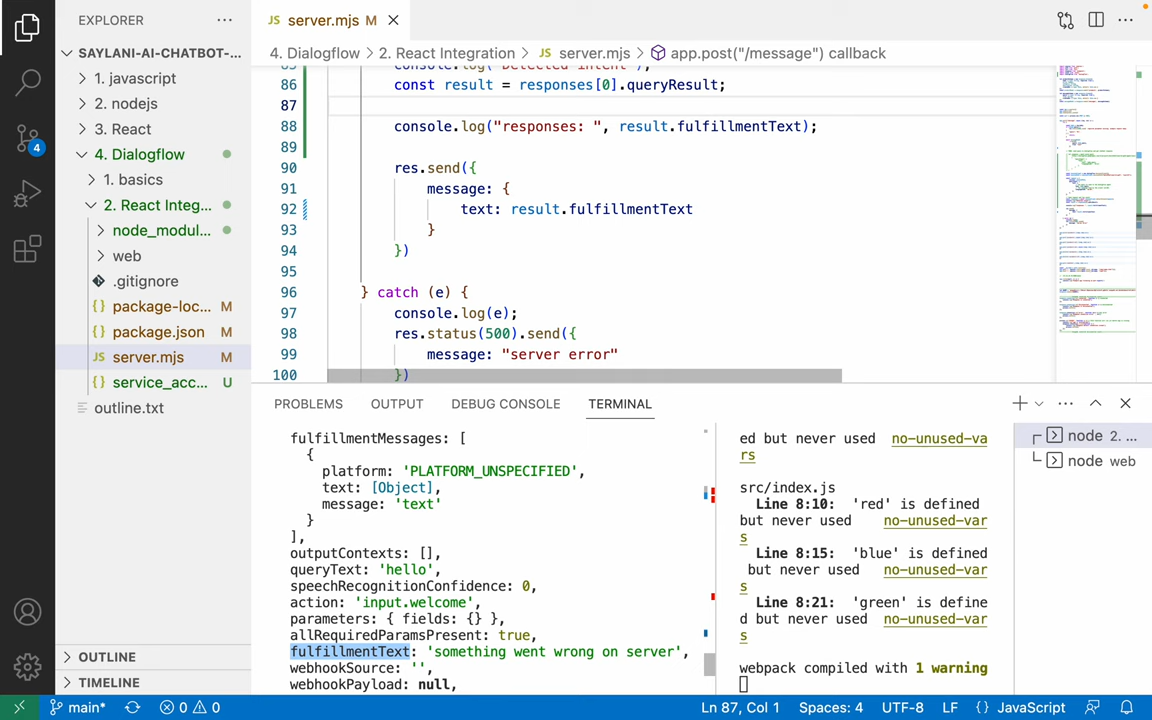 EXPLORER
SAYLANI-AI-CHATBOT-...
1. javascript
2. nodejs
3. React
4. Dialogflow
1. basics
2. React Integ...
node_modul...
web
.gitignore
package-loc... M
package.json M
server.mjs M
service_acc... U
outline.txt
OUTLINE
TIMELINE
4
JS server.mjs M
4. Dialogflow > 2. React Integration > JS server.mjs > app.post("/message") callback
86 const result = responses[0].queryResult;
87
88 console.log("responses: ", result.fulfillmentText);
89
90 res.send({
91 message: {
92 text: result.fulfillmentText
93 }
94 })
95
96 } catch (e) {
97 console.log(e);
98 res.status(500).send({
99 message: "server error"
100 })
PROBLEMS OUTPUT DEBUG CONSOLE TERMINAL
fulfillmentMessages: [
{
platform: 'PLATFORM_UNSPECIFIED',
text: [Object],
message: 'text'
}
],
outputContexts: [],
queryText: 'hello',
speechRecognitionConfidence: 0,
action: 'input.welcome',
parameters: { fields: {} },
allRequiredParamsPresent: true,
fulfillmentText: 'something went wrong on server',
webhookSource: '',
webhookPayload: null,
ed but never used no-unused-va
rs
src/index.js
Line 8:10: 'red' is defined
but never used no-unused-var
s
Line 8:15: 'blue' is defined
but never used no-unused-var
s
Line 8:21: 'green' is define
d but never used no-unused-var
s
webpack compiled with 1 warning
node 2. ...
node web
main* 0 0 Ln 87, Col 1 Spaces: 4 UTF-8 LF {} JavaScript